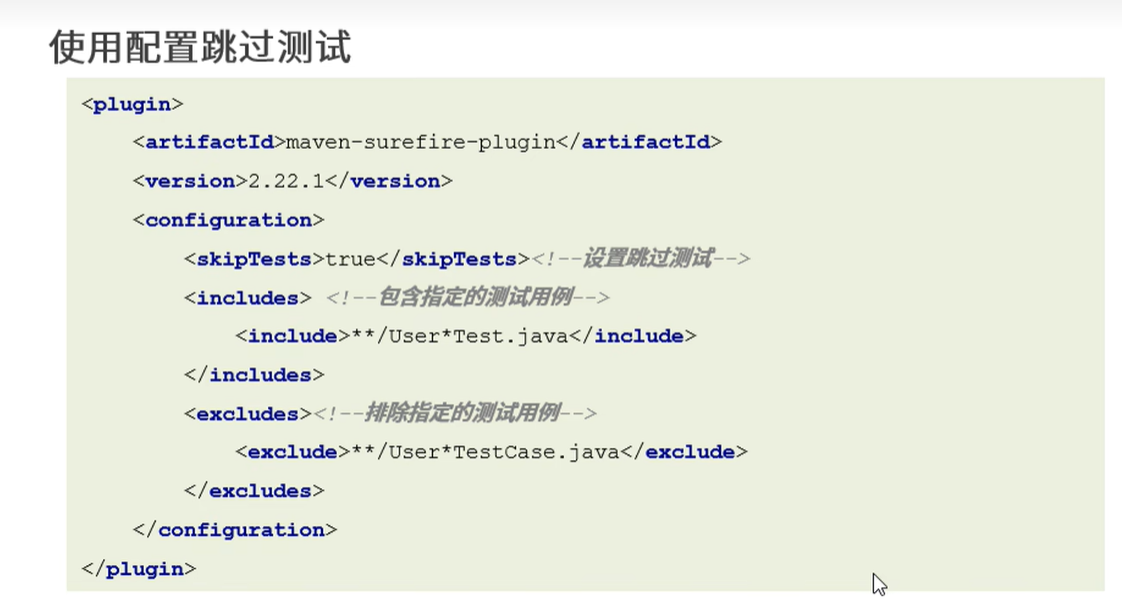 使用配置跳过测试
<plugin>
<artifactId>maven-surefire-plugin</artifactId>
<version>2.22.1</version>
<configuration>
<skipTests>true</skipTests><!--设置跳过测试-->
<includes> <!--包含指定的测试用例-->
<include>**/User*Test.java</include>
</includes>
<excludes><!--排除指定的测试用例-->
<exclude>**/User*TestCase.java</exclude>
</excludes>
</configuration>
</plugin>